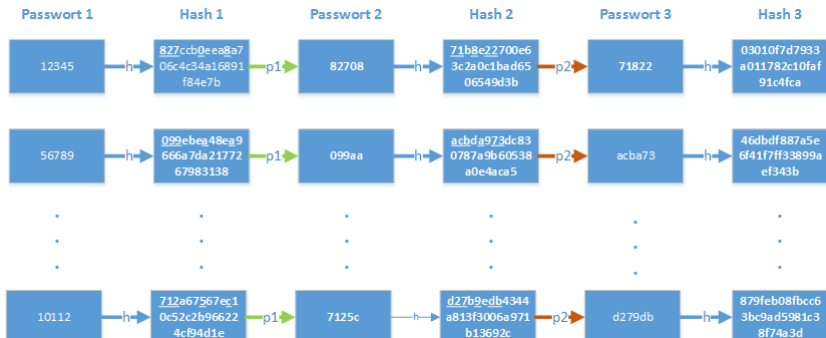 Passwort 1 Hash 1 Passwort 2 Hash 2 Passwort 3 Hash 3
12345 h 827ccb0eea8a7 p1 82708 h 71b8e22700e6 p2 71822 h 03010f7d7933
06c4c34a16891
f84e7b
3c2a0c1bad65
06549d3b
a011782c10faf
91c4fca
56789 h 099ebea48ea9 p1 099aa h acbda973dc83 p2 acba73 h 46dbdf887a5e
666a7da21772
67983138
0787a9b60538
a0e4aca5
6f41f7ff33899a
ef343b
10112 h 712a67567ec1 p1 7125c h d27b9edb4344 p2 d279db h 879feb08fbcc6
0c52c2b96622
4cf94d1e
a813f3006a971
b13692c
3bc9ad5981c3
8f74a3d